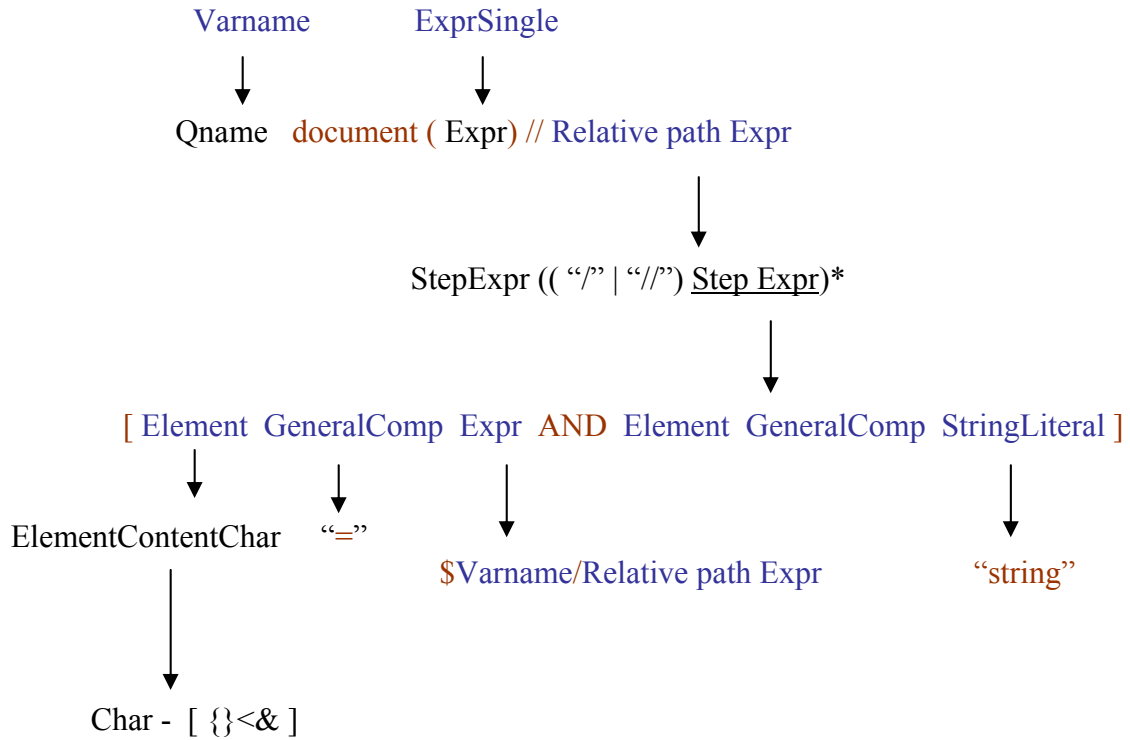 Varname ExprSingle
Qname document ( Expr) // Relative path Expr
StepExpr (( “/” | “//”) Step Expr)*
[ Element GeneralComp Expr AND Element GeneralComp StringLiteral ]
ElementContentChar “=”
$Varname/Relative path Expr “string”
Char - [ {}<& ]